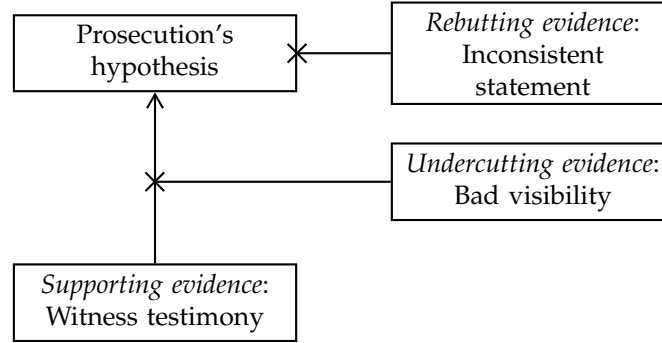 Prosecution's
hypothesis
Rebutting evidence:
Inconsistent
statement
Undercutting evidence:
Bad visibility
Supporting evidence:
Witness testimony